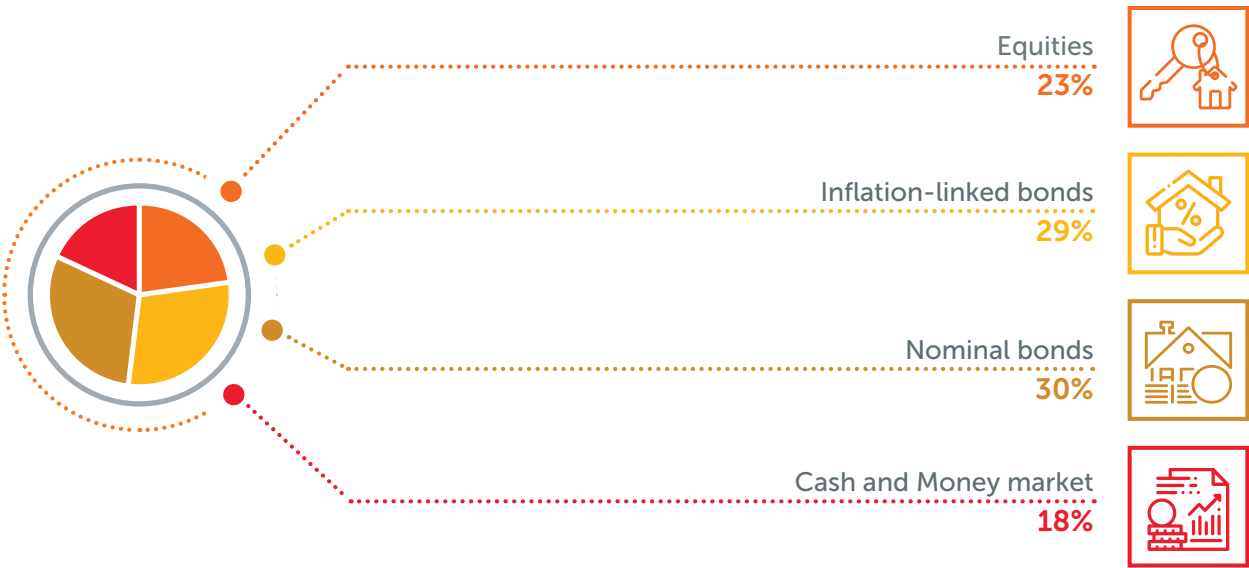 Equities
23%
Inflation-linked bonds
29%
Nominal bonds
30%
Cash and Money market
18%